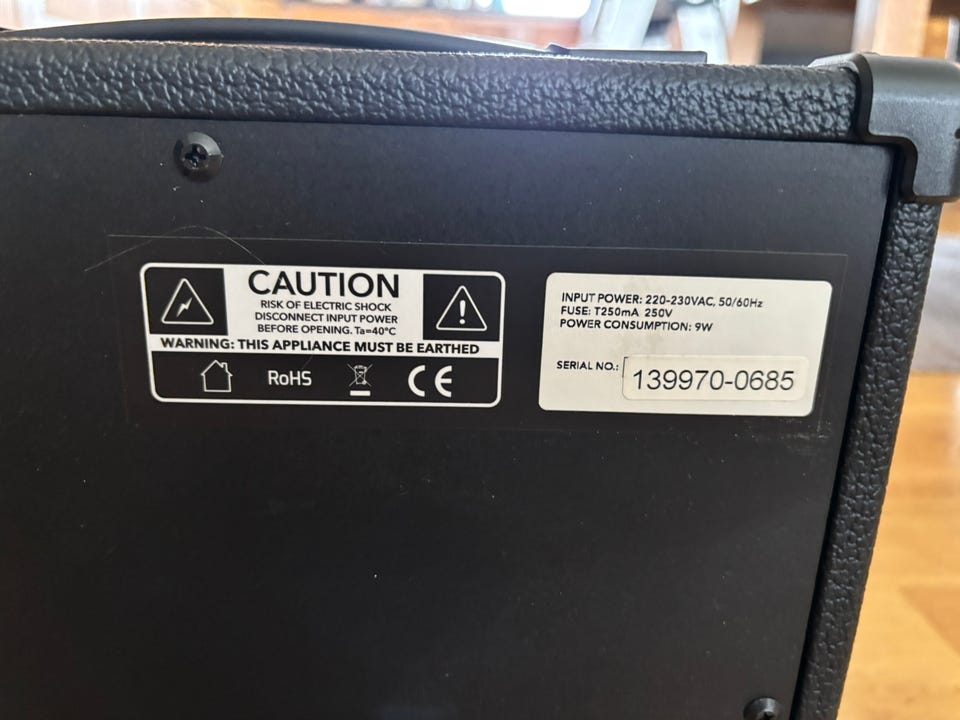 CAUTION
RISK OF ELECTRIC SHOCK
DISCONNECT INPUT POWER
BEFORE OPENING. Ta=40°C
WARNING: THIS APPLIANCE MUST BE EARTHED
RoHS CE
INPUT POWER: 220-230VAC, 50/60Hz
FUSE: T250mA 250V
POWER CONSUMPTION: 9W
SERIAL NO.: 139970-0685